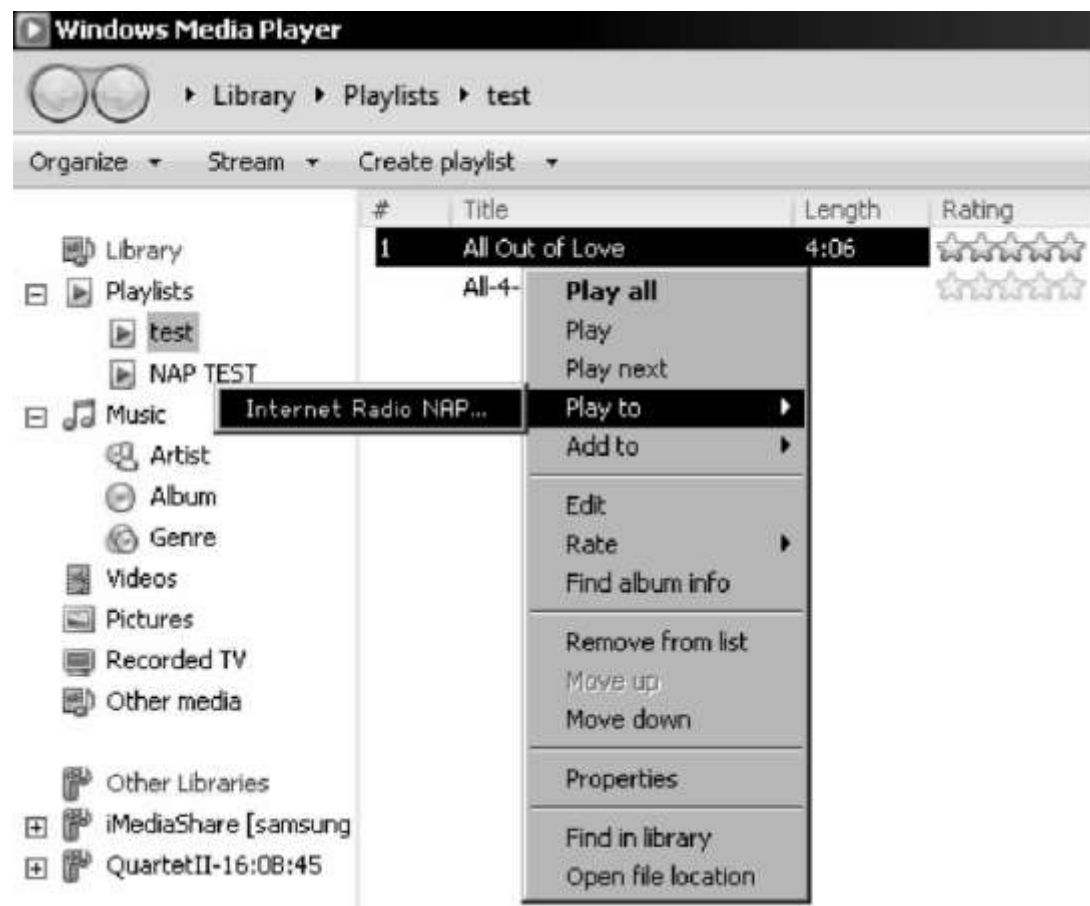 Windows Media Player
Library Playlists test
Organize Stream Create playlist
# Title Length Rating
1 All Out of Love 4:06
All-4-
Library
Playlists
test
NAP TEST
Music
Artist
Album
Genre
Videos
Pictures
Recorded TV
Other media
Other Libraries
iMediaShare [samsung
QuartetII-16:0B:45
Internet Radio NAP...
Play all
Play
Play next
Play to
Add to
Edit
Rate
Find album info
Remove from list
Move up
Move down
Properties
Find in library
Open file location